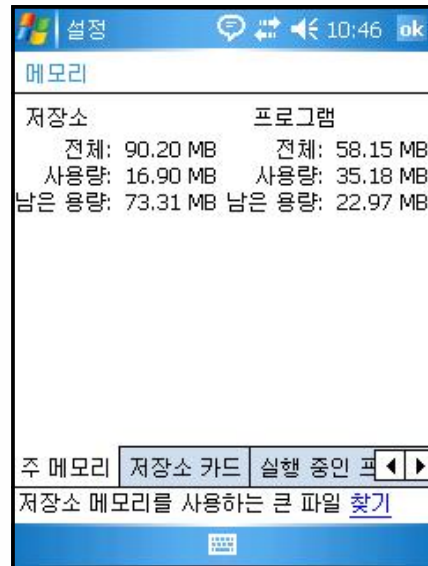 설정 10:46 ok
메모리
저장소 프로그램
전체: 90.20 MB 전체: 58.15 MB
사용량: 16.90 MB 사용량: 35.18 MB
남은 용량: 73.31 MB 남은 용량: 22.97 MB
주 메모리 저장소 카드 실행 중인 프
저장소 메모리를 사용하는 큰 파일 찾기